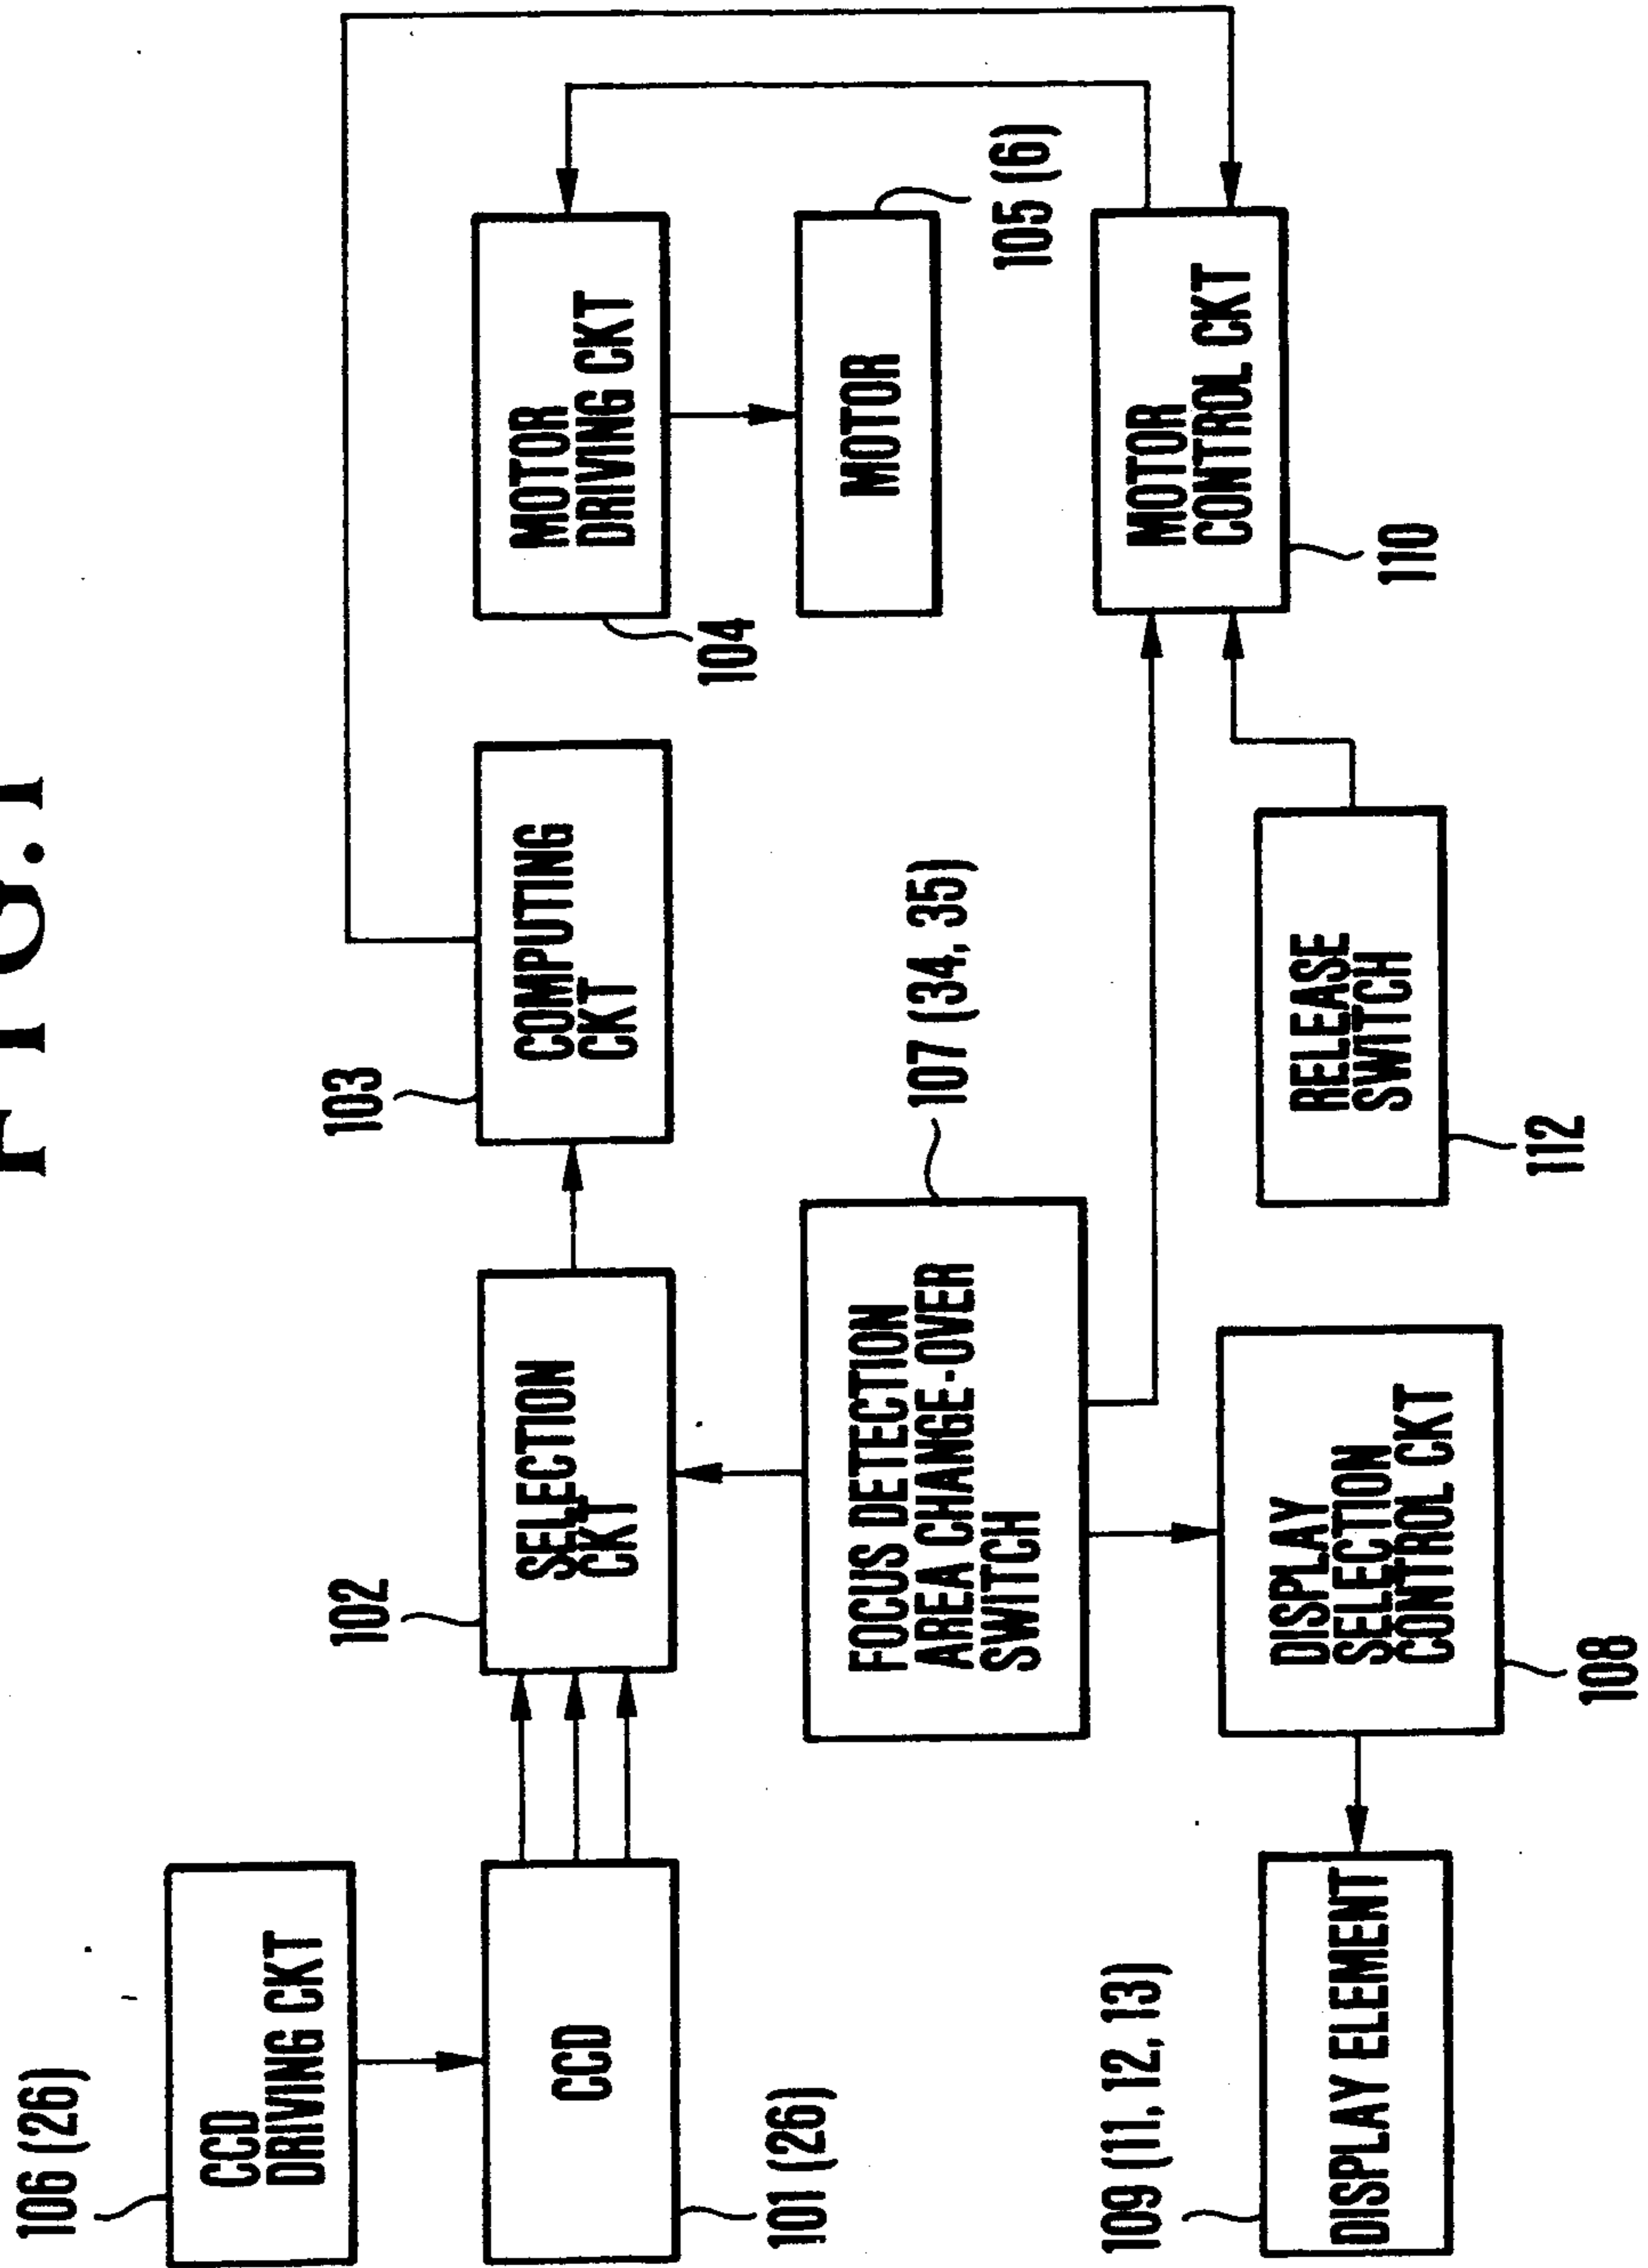 FIG.1
106 (26)
CCD
DRIVING CKT
CCD
101 (26)
102
SELECTION
CKT
103
COMPUTING
CKT
MOTOR
DRIVING CKT
104
MOTOR
105 (6)
FOCUS DETECTION
AREA CHANGE-OVER
SWITCH
107 (34, 35)
MOTOR
CONTROL CKT
110
109 (11, 12, 13)
DISPLAY ELEMENT
DISPLAY
SELECTION
CONTROL CKT
108
RELEASE
SWITCH
112